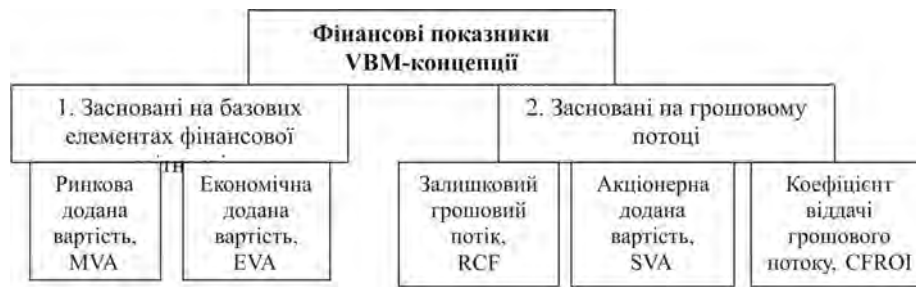 Фінансові показники
VBM-концепції
1. Засновані на базових
елементах фінансової
2. Засновані на грошовому
потоці
Ринкова
додана
вартість,
MVA
Економічна
додана
вартість,
EVA
Залишковий
грошовий
потік,
RCF
Акціонерна
додана
вартість,
SVA
Коефіцієнт
віддачі
грошового
потоку, CFROI